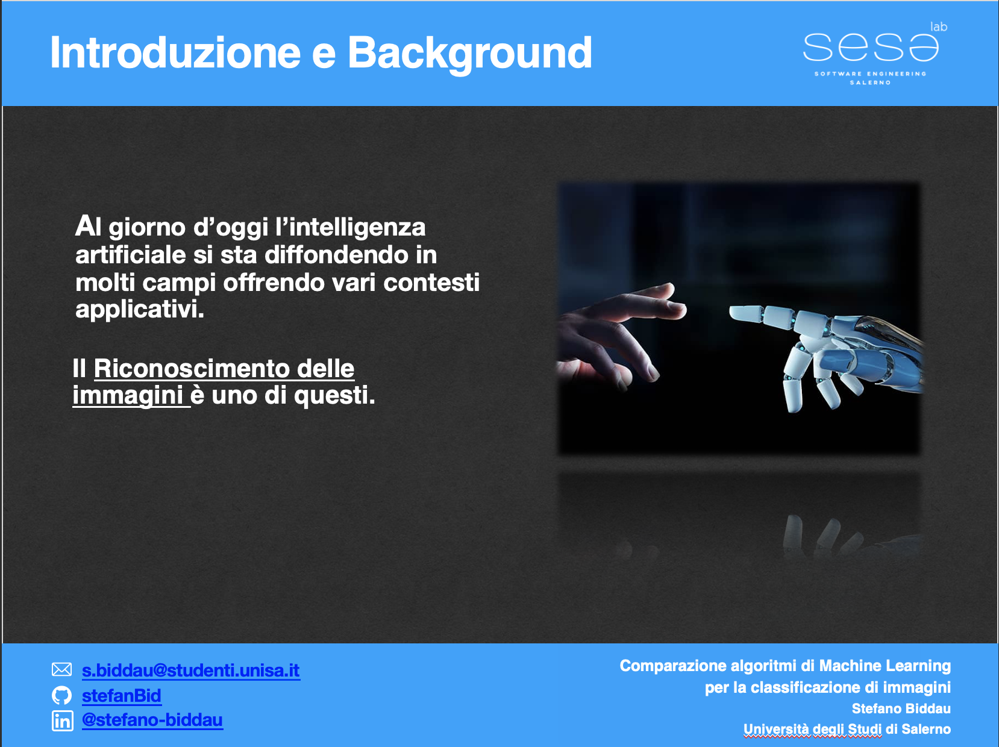 Introduzione e Background
lab
sesə
SOFTWARE ENGINEERING
SALERNO
Al giorno d’oggi l’intelligenza
artificiale si sta diffondendo in
molti campi offrendo vari contesti
applicativi.
Il Riconoscimento delle
immagini è uno di questi.
s.biddau@studenti.unisa.it
stefanBid
in
@stefano-biddau
Comparazione algoritmi di Machine Learning
per la classificazione di immagini
Stefano Biddau
Università degli Studi di Salerno